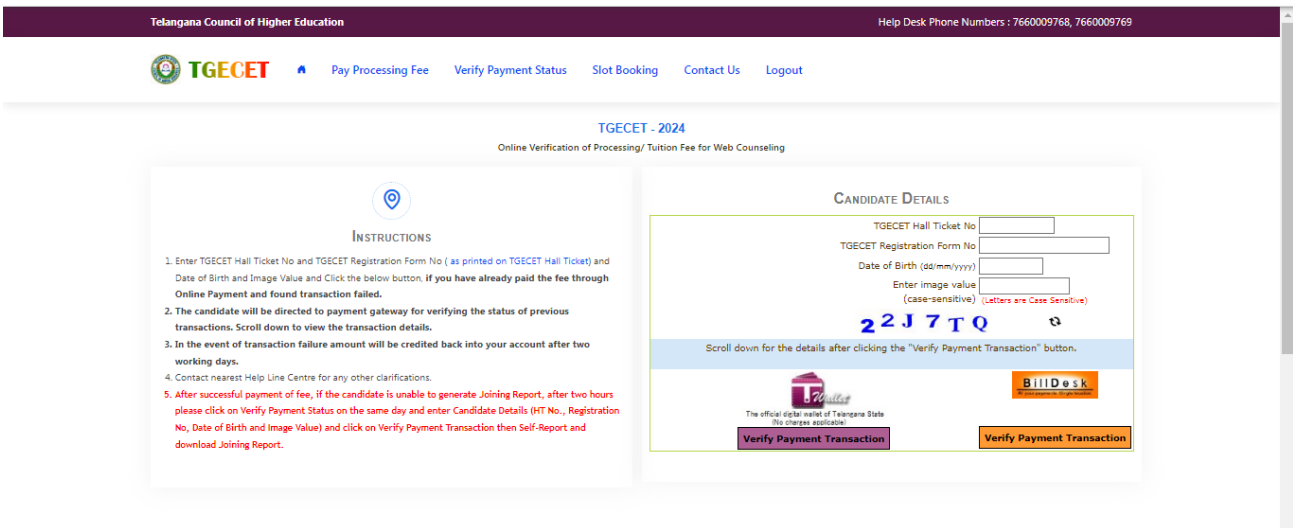 Telangana Council of Higher Education
Help Desk Phone Numbers : 7660009768, 7660009769
TGECET
Pay Processing Fee
Verify Payment Status
Slot Booking
Contact Us
Logout
TGECET - 2024
Online Verification of Processing/ Tuition Fee for Web Counseling
INSTRUCTIONS
1. Enter TGECET Hall Ticket No and TGECET Registration Form No ( as printed on TGECET Hall Ticket) and
Date of Birth and Image Value and Click the below button, if you have already paid the fee through
Online Payment and found transaction failed.
2. The candidate will be directed to payment gateway for verifying the status of previous
transactions. Scroll down to view the transaction details.
3. In the event of transaction failure amount will be credited back into your account after two
working days.
4. Contact nearest Help Line Centre for any other clarifications.
5. After successful payment of fee, if the candidate is unable to generate Joining Report, after two hours
please click on Verify Payment Status on the same day and enter Candidate Details (HT No., Registration
No, Date of Birth and Image Value) and click on Verify Payment Transaction then Self-Report and
download Joining Report.
CANDIDATE DETAILS
TGECET Hall Ticket No
TGECET Registration Form No
Date of Birth (dd/mm/yyyy)
Enter image value
(case-sensitive) (Letters are Case Sensitive)
2 2 J 7 T Q
Scroll down for the details after clicking the "Verify Payment Transaction" button.
T Wallet
The official digital wallet of Telangana State
(No charges applicable)
Verify Payment Transaction
BillDesk
Verify Payment Transaction